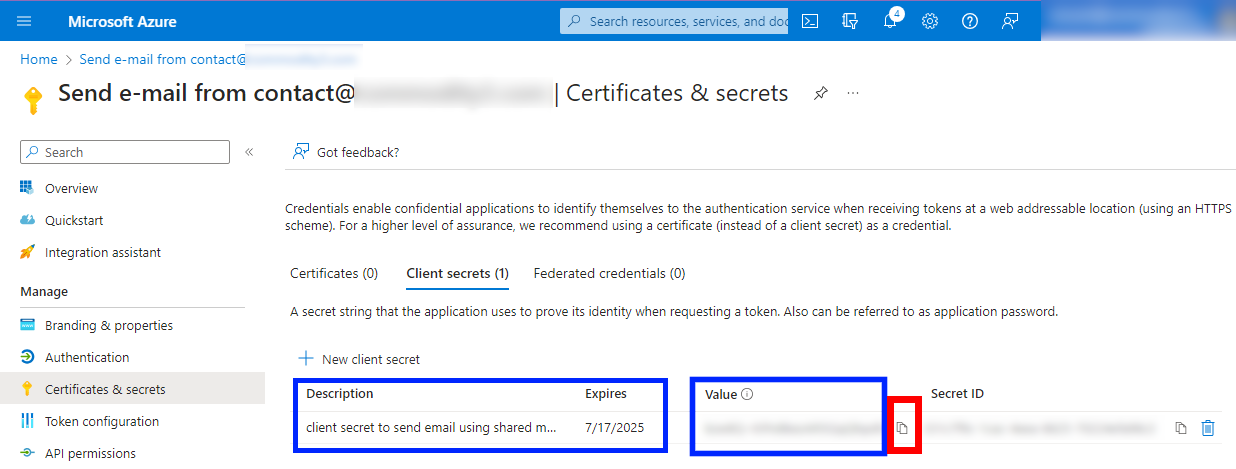 Microsoft Azure
Search resources, services, and doc
4
Home > Send e-mail from contact@
Send e-mail from contact@ | Certificates & secrets
Search
Got feedback?
Overview
Quickstart
Integration assistant
Manage
Branding & properties
Authentication
Certificates & secrets
Token configuration
API permissions
Credentials enable confidential applications to identify themselves to the authentication service when receiving tokens at a web addressable location (using an HTTPS
scheme). For a higher level of assurance, we recommend using a certificate (instead of a client secret) as a credential.
Certificates (0) Client secrets (1) Federated credentials (0)
A secret string that the application uses to prove its identity when requesting a token. Also can be referred to as application password.
New client secret
Description Expires Value Secret ID
client secret to send email using shared m... 7/17/2025